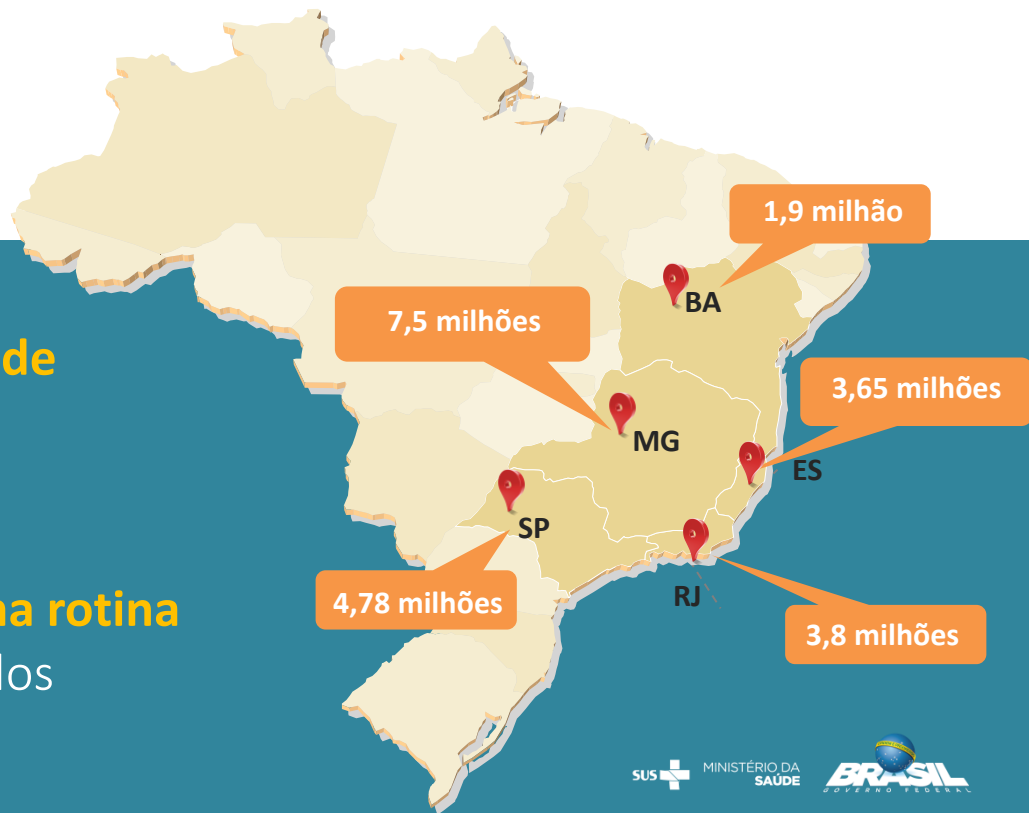 1,9 milhão
BA
7,5 milhões
de
3,65 milhões
MG
ES
SP
4,78 milhões
RJ
na rotina
3,8 milhões
los
SUS
MINISTÉRIO DA
SAÚDE
BRASIL
GOVERNO FEDERAL